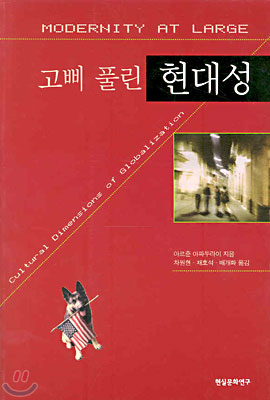 MODERNITY AT LARGE
고삐 풀린 현대성
Cultural Dimensions of Globalization
아르준 아파두라이 지음
차원현 · 채호석 · 배개화 옮김
현실문화연구